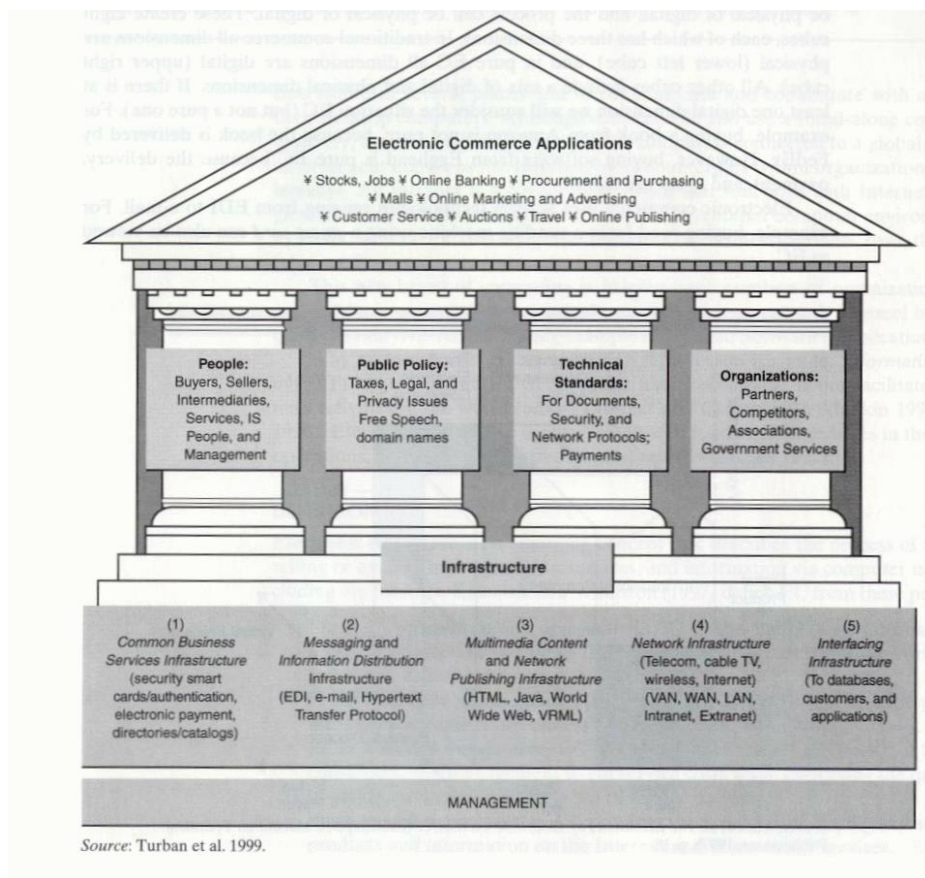 Electronic Commerce Applications
¥ Stocks, Jobs ¥ Online Banking ¥ Procurement and Purchasing
¥ Malls ¥ Online Marketing and Advertising
¥ Customer Service ¥ Auctions ¥ Travel ¥ Online Publishing
People:
Buyers, Sellers,
Intermediaries,
Services, IS
People, and
Management
Public Policy:
Taxes, Legal, and
Privacy Issues
Free Speech,
domain names
Technical
Standards:
For Documents,
Security, and
Network Protocols;
Payments
Organizations:
Partners,
Competitors,
Associations,
Government Services
Infrastructure
(1)
Common Business
Services Infrastructure
(security smart
cards/authentication,
electronic payment,
directories/catalogs)
(2)
Messaging and
Information Distribution
Infrastructure
(EDI, e-mail, Hypertext
Transfer Protocol)
(3)
Multimedia Content
and Network
Publishing Infrastructure
(HTML, Java, World
Wide Web, VRML)
(4)
Network Infrastructure
(Telecom, cable TV,
wireless, Internet)
(VAN, WAN, LAN,
Intranet, Extranet)
(5)
Interfacing
Infrastructure
(To databases,
customers, and
applications)
MANAGEMENT
Source: Turban et al. 1999.